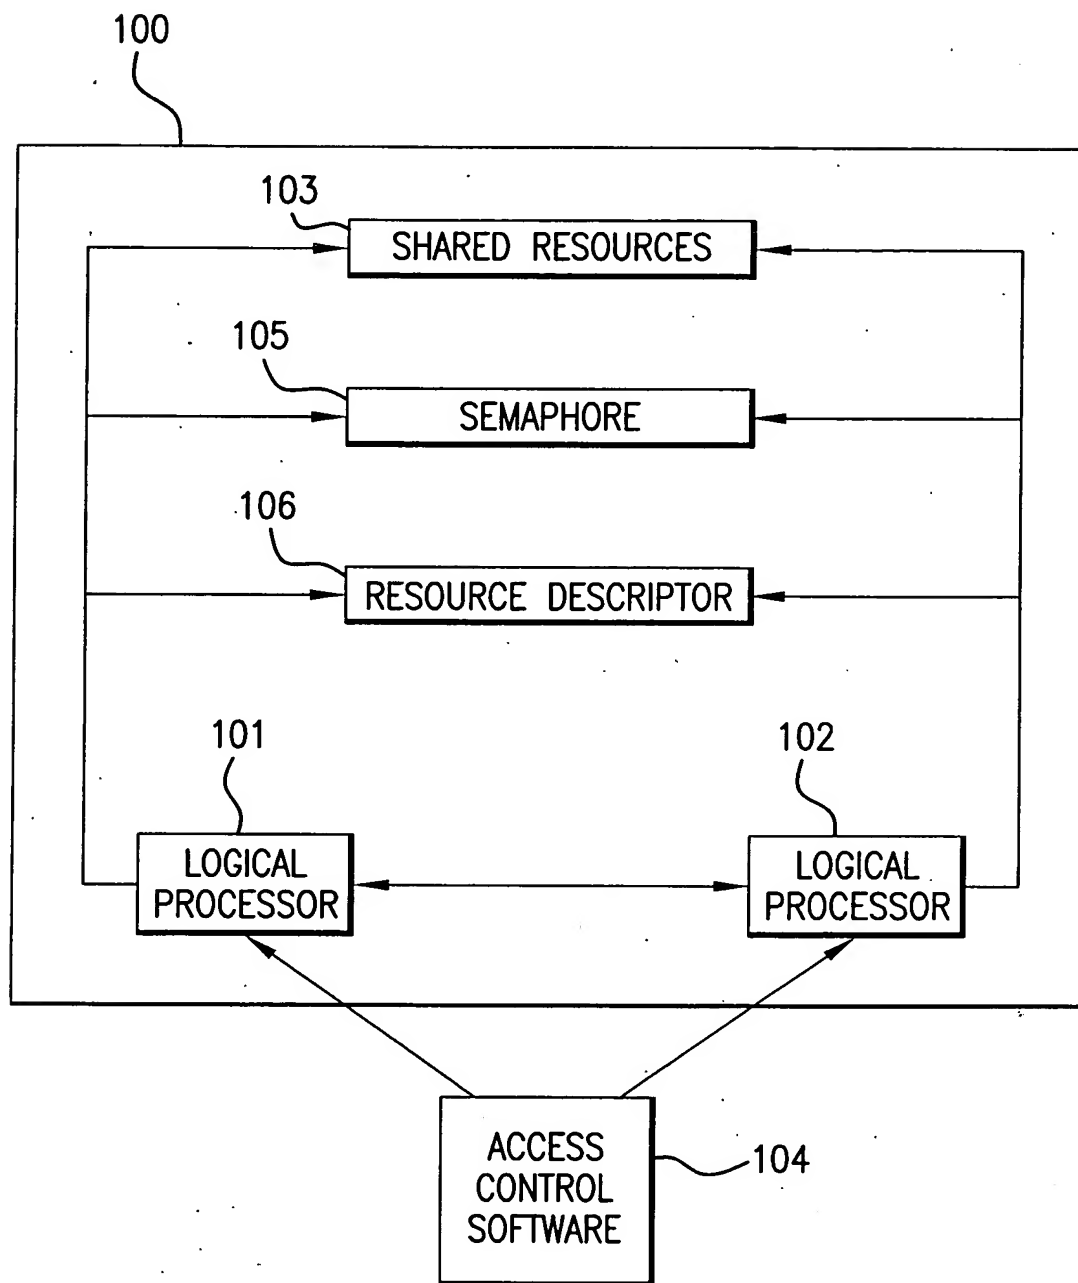 100
103
SHARED RESOURCES
105
SEMAPHORE
106
RESOURCE DESCRIPTOR
101
102
LOGICAL
PROCESSOR
LOGICAL
PROCESSOR
ACCESS
CONTROL
SOFTWARE
104